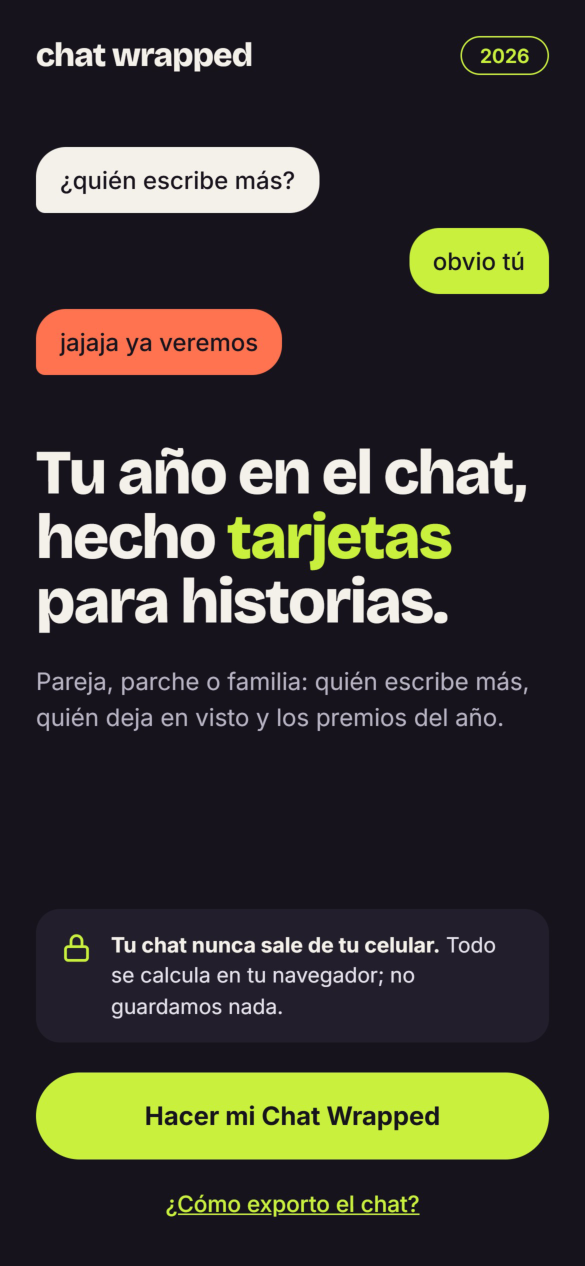 chat wrapped
2026
¿quién escribe más?
obvio tú
jajaja ya veremos
Tu año en el chat,
hecho tarjetas
para historias.
Pareja, parche o familia: quién escribe más,
quién deja en visto y los premios del año.
Tu chat nunca sale de tu celular. Todo
se calcula en tu navegador; no
guardamos nada.
Hacer mi Chat Wrapped
¿Cómo exporto el chat?